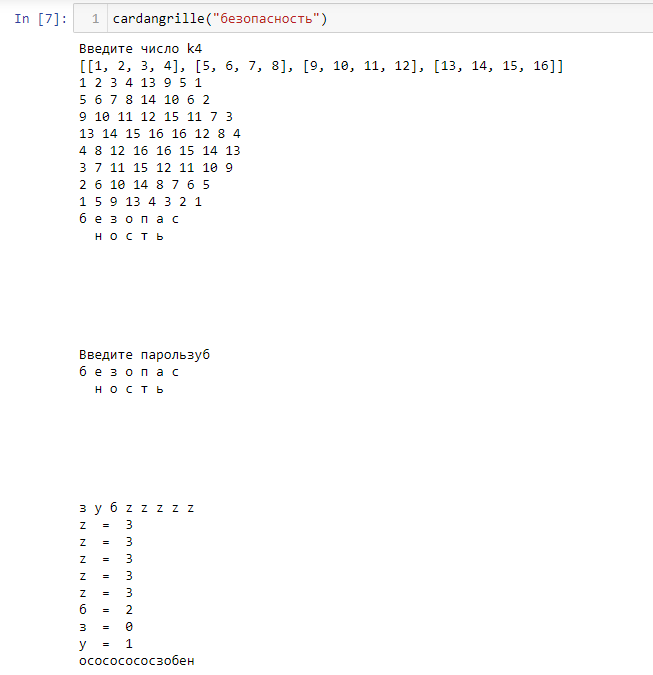 In [7]: 1 cardangrille("безопасность")
Введите число k4
[[1, 2, 3, 4], [5, 6, 7, 8], [9, 10, 11, 12], [13, 14, 15, 16]]
1 2 3 4 13 9 5 1
5 6 7 8 14 10 6 2
9 10 11 12 15 11 7 3
13 14 15 16 16 12 8 4
4 8 12 16 16 15 14 13
3 7 11 15 12 11 10 9
2 6 10 14 8 7 6 5
1 5 9 13 4 3 2 1
б е з о п а с
н о с т ь
Введите парользуб
б е з о п а с
н о с т ь
з у б z z z z z
z = 3
z = 3
z = 3
z = 3
z = 3
б = 2
з = 0
у = 1
ососососозобен